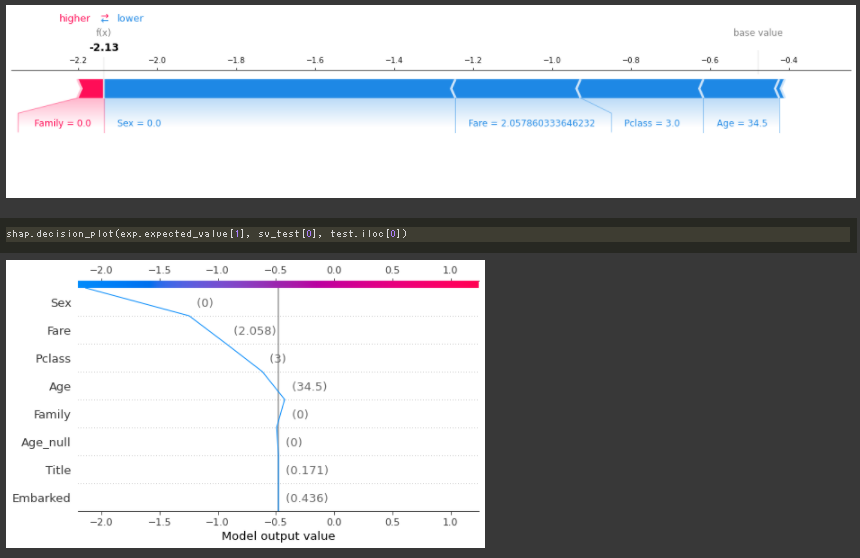 higher ⇄ lower
f(x)
base value
-2.13
−2.2 −2.0 −1.8 −1.6 −1.4 −1.2 −1.0 −0.8 −0.6 −0.4
Family = 0.0 Sex = 0.0 Fare = 2.057860333646232 Pclass = 3.0 Age = 34.5
shap.decision_plot(exp.expected_value[1], sv_test[0], test.iloc[0])
−2.0 −1.5 −1.0 −0.5 0.0 0.5 1.0
Sex (0)
Fare (2.058)
Pclass (3)
Age (34.5)
Family (0)
Age_null (0)
Title (0.171)
Embarked (0.436)
−2.0 −1.5 −1.0 −0.5 0.0 0.5 1.0
Model output value